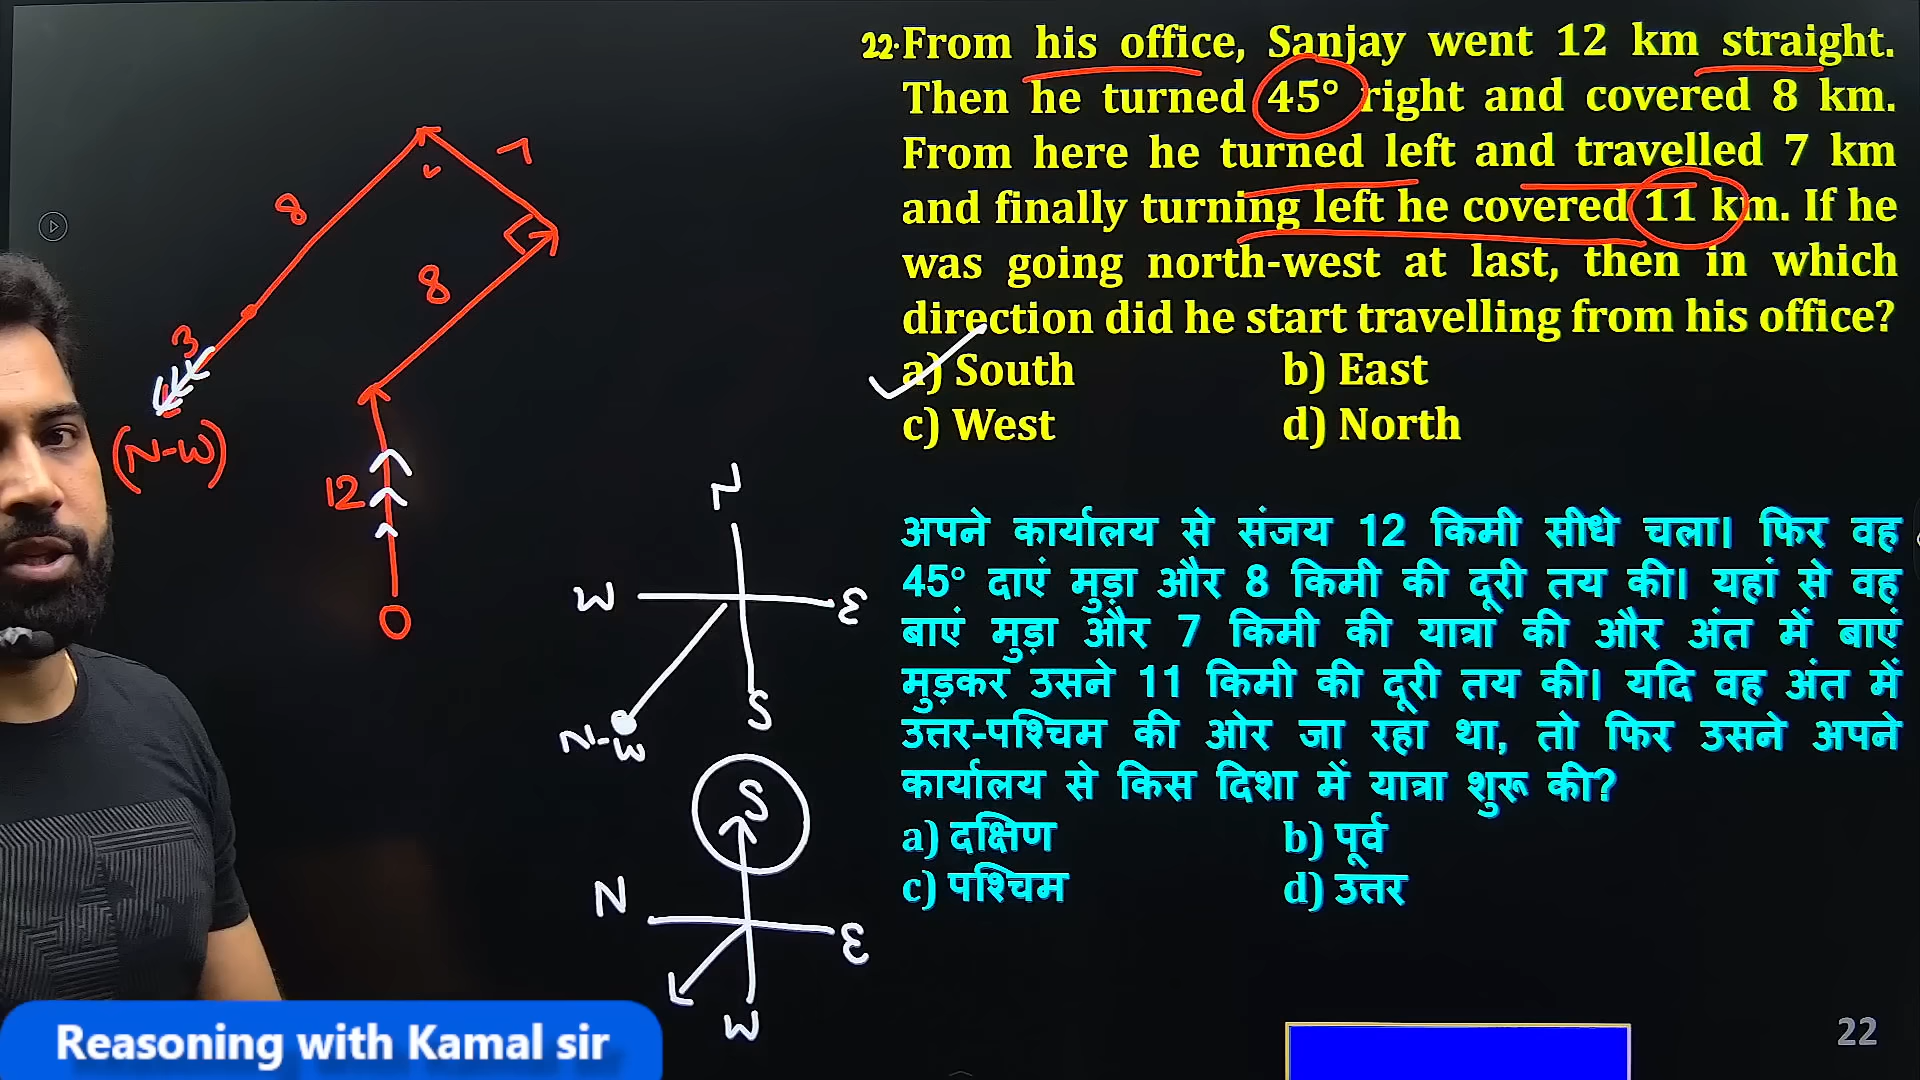 22. From his office, Sanjay went 12 km straight.
Then he turned 45° right and covered 8 km.
From here he turned left and travelled 7 km
and finally turning left he covered 11 km. If he
was going north-west at last, then in which
direction did he start travelling from his office?
a) South b) East
c) West d) North
अपने कार्यालय से संजय 12 किमी सीधे चला। फिर वह
45° दाएं मुड़ा और 8 किमी की दूरी तय की। यहां से वह
बाएं मुड़ा और 7 किमी की यात्रा की और अंत में बाएं
मुड़कर उसने 11 किमी की दूरी तय की। यदि वह अंत में
उत्तर-पश्चिम की ओर जा रहा था, तो फिर उसने अपने
कार्यालय से किस दिशा में यात्रा शुरू की?
a) दक्षिण b) पूर्व
c) पश्चिम d) उत्तर
7
8
8
3
(N-W)
12
O
N
W E
S
N-W
S
N E
W
Reasoning with Kamal sir
22